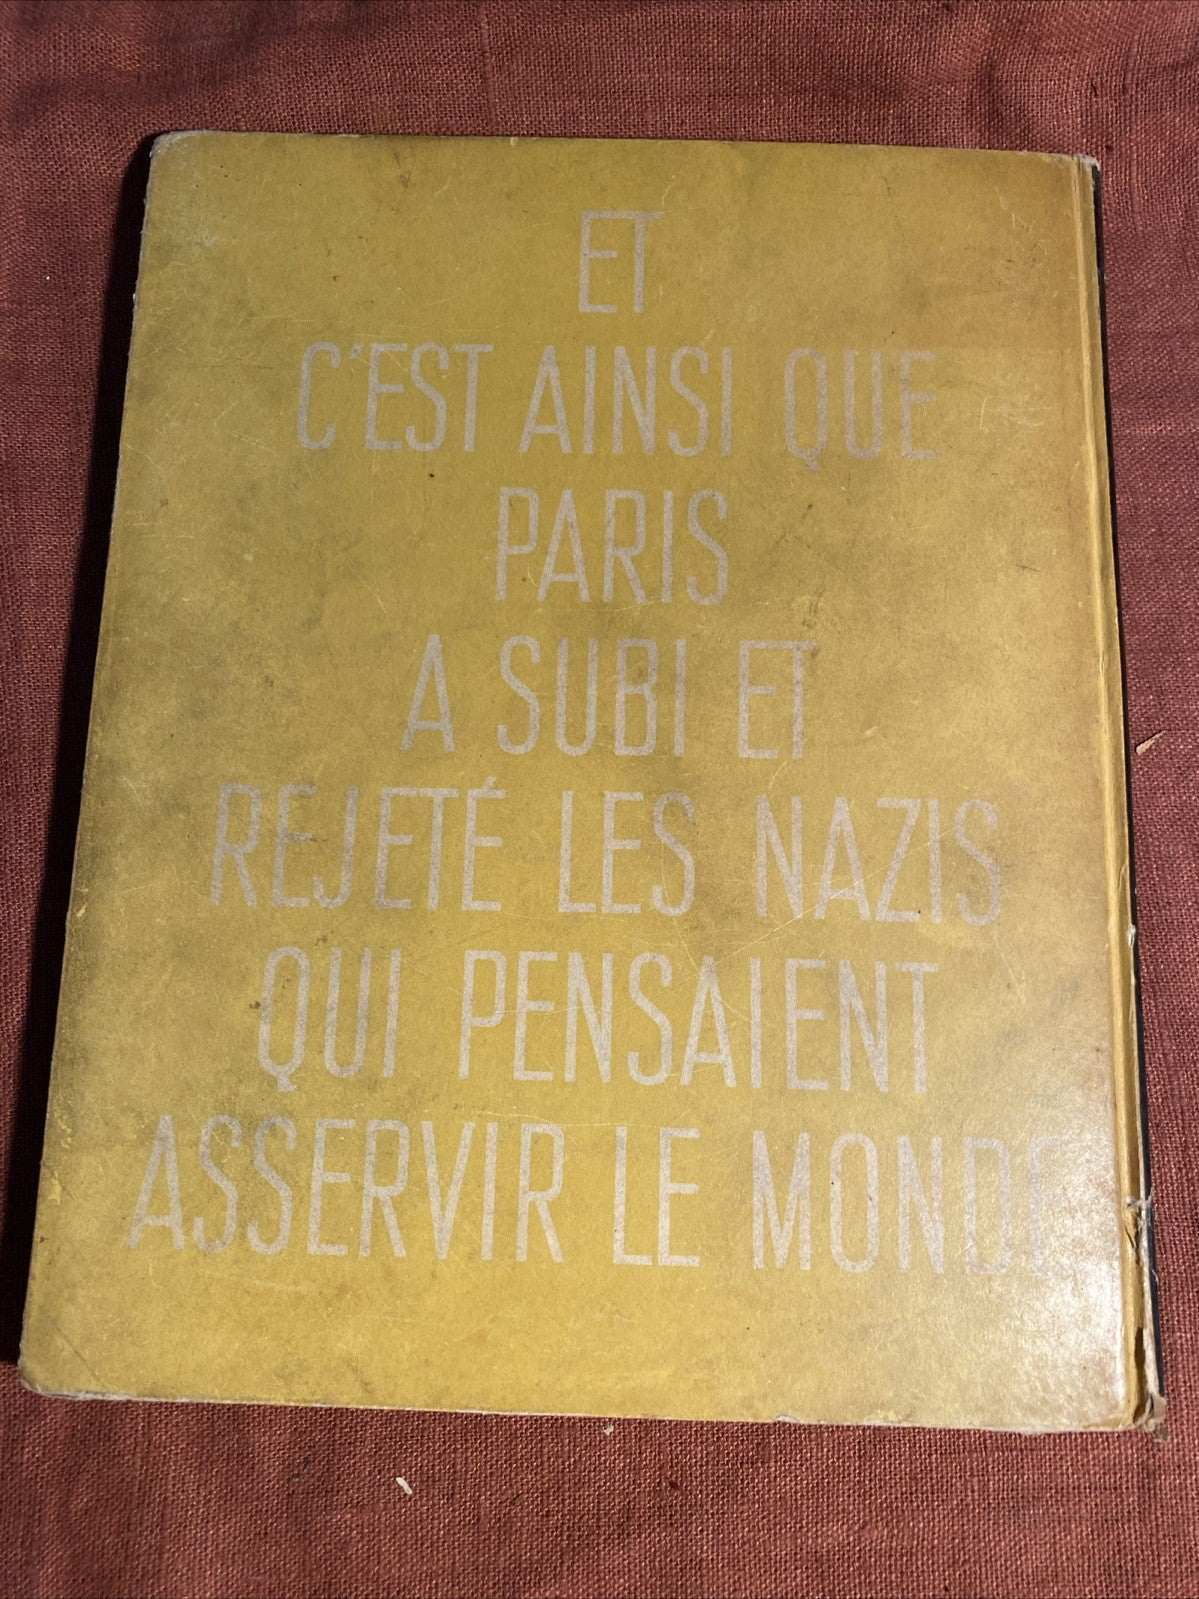 ET
C'EST AINSI QUE
PARIS
A SUBI ET
REJETÉ LES NAZIS
QUI PENSAIENT
ASSERVIR LE MONDE